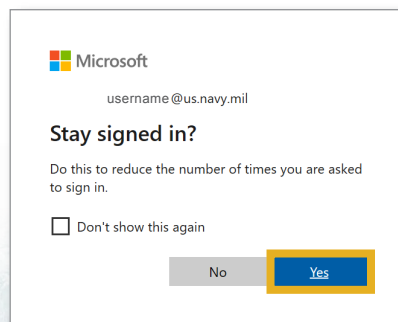 Microsoft
username@us.navy.mil
Stay signed in?
Do this to reduce the number of times you are asked
to sign in.
Don't show this again
No
Yes